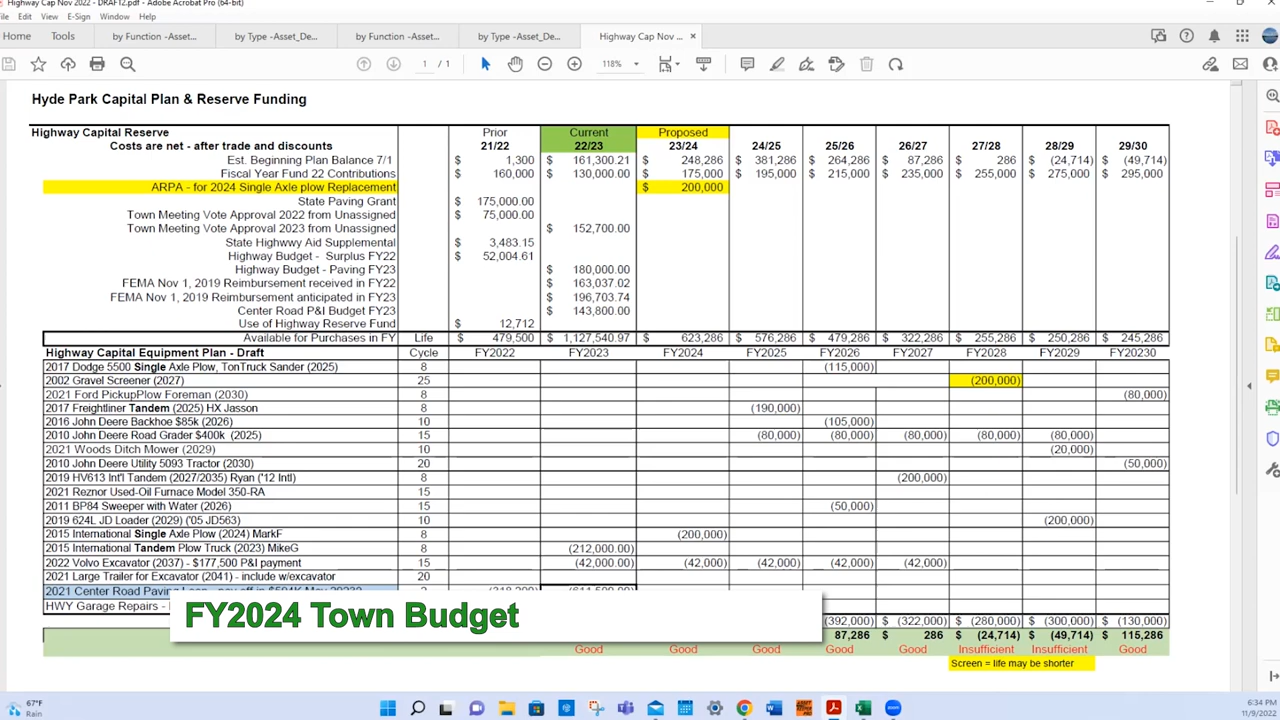 Highway Cap Nov 2022 - DRAFT2.pdf - Adobe Acrobat Pro (64-bit)
File Edit View E-Sign Window Help
Home Tools by Function -Asset... by Type -Asset_De... by Function -Asset... by Type -Asset_De... Highway Cap Nov ... ×
1 / 1 118%
Hyde Park Capital Plan & Reserve Funding
Highway Capital Reserve Prior Current Proposed
Costs are net - after trade and discounts 21/22 22/23 23/24 24/25 25/26 26/27 27/28 28/29 29/30
Est. Beginning Plan Balance 7/1 $ 1,300 $ 161,300.21 $ 248,286 $ 381,286 $ 264,286 $ 87,286 $ 286 $ (24,714) $ (49,714)
Fiscal Year Fund 22 Contributions $ 160,000 $ 130,000.00 $ 175,000 $ 195,000 $ 215,000 $ 235,000 $ 255,000 $ 275,000 $ 295,000
ARPA - for 2024 Single Axle plow Replacement $ 200,000
State Paving Grant $ 175,000.00
Town Meeting Vote Approval 2022 from Unassigned $ 75,000.00
Town Meeting Vote Approval 2023 from Unassigned $ 152,700.00
State Highwwy Aid Supplemental $ 3,483.15
Highway Budget - Surplus FY22 $ 52,004.61
Highway Budget - Paving FY23 $ 180,000.00
FEMA Nov 1, 2019 Reimbursement received in FY22 $ 163,037.02
FEMA Nov 1, 2019 Reimbursement anticipated in FY23 $ 196,703.74
Center Road P&I Budget FY23 $ 143,800.00
Use of Highway Reserve Fund $ 12,712
Available for Purchases in FY Life $ 479,500 $ 1,127,540.97 $ 623,286 $ 576,286 $ 479,286 $ 322,286 $ 255,286 $ 250,286 $ 245,286
Highway Capital Equipment Plan - Draft Cycle FY2022 FY2023 FY2024 FY2025 FY2026 FY2027 FY2028 FY2029 FY20230
2017 Dodge 5500 Single Axle Plow, TonTruck Sander (2025) 8 (115,000)
2002 Gravel Screener (2027) 25 (200,000)
2021 Ford PickupPlow Foreman (2030) 8 (80,000)
2017 Freightliner Tandem (2025) HX Jasson 8 (190,000)
2016 John Deere Backhoe $85k (2026) 10 (105,000)
2010 John Deere Road Grader $400k (2025) 15 (80,000) (80,000) (80,000) (80,000) (80,000)
2021 Woods Ditch Mower (2029) 10 (20,000)
2010 John Deere Utility 5093 Tractor (2030) 20 (50,000)
2019 HV613 Int'l Tandem (2027/2035) Ryan ('12 Intl) 8 (200,000)
2021 Reznor Used-Oil Furnace Model 350-RA 15
2011 BP84 Sweeper with Water (2026) 15 (50,000)
2019 624L JD Loader (2029) ('05 JD563) 10 (200,000)
2015 International Single Axle Plow (2024) MarkF 8 (200,000)
2015 International Tandem Plow Truck (2023) MikeG 8 (212,000.00)
2022 Volvo Excavator (2037) - $177,500 P&I payment 15 (42,000.00) (42,000) (42,000) (42,000) (42,000)
2021 Large Trailer for Excavator (2041) - include w/excavator 20
2021 Center Road Paving Loan - pay off in
HWY Garage Repairs -
FY2024 Town Budget
(392,000) (322,000) $ (280,000) $ (300,000) $ (130,000)
87,286 $ 286 $ (24,714) $ (49,714) $ 115,286
Good Good Good Good Good Insufficient Insufficient Good
Screen = life may be shorter
67°F
Rain
6:34 PM
11/9/2022